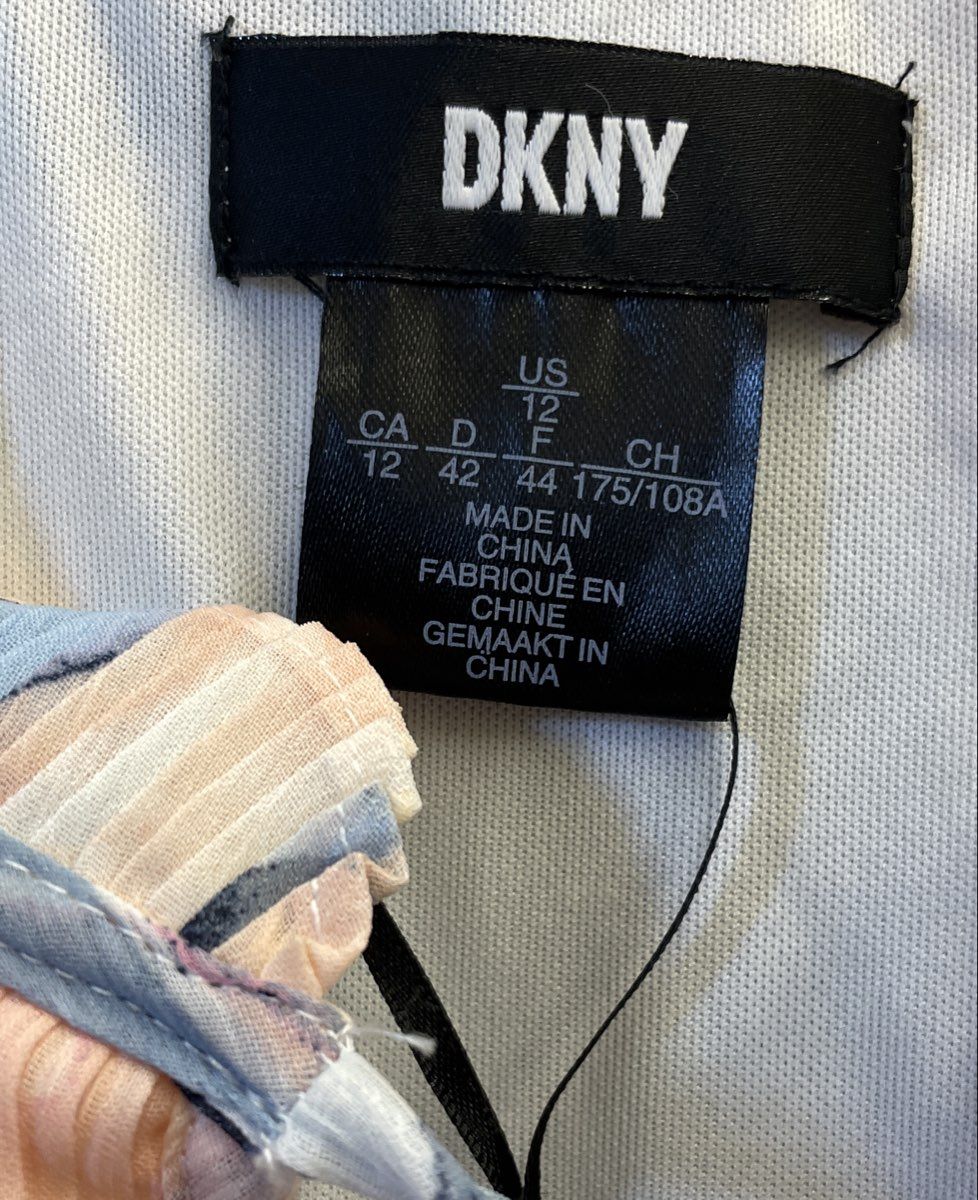 DKNY
US
12
CA D F CH
12 42 44 175/108A
MADE IN
CHINA
FABRIQUÉ EN
CHINE
GEMAAKT IN
CHINA